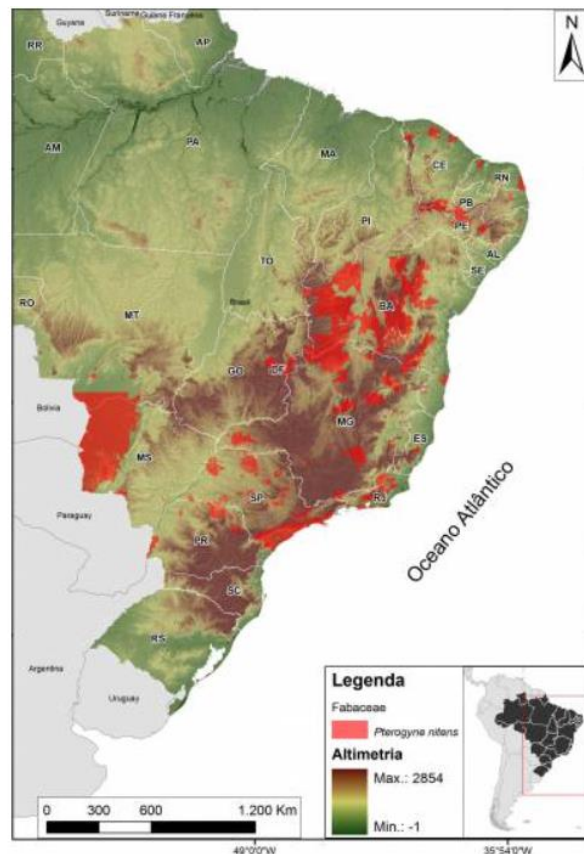 Suriname
Guiana Francesa
Guyana
N
RR
AP
AM
PA
MA
CE
RN
PB
PE
PI
AL
SE
TO
BA
RO
MT
Brasil
GO
DF
Bolivia
MG
ES
MS
SP
RJ
Paraguay
PR
SC
Oceano Atlântico
RS
Argentina
Uruguay
Legenda
Fabaceae
Pterogyne nitens
Altimetria
Max.: 2854
Min.: -1
0 300 600 1.200 Km
49°0'0"W
35°54'0"W